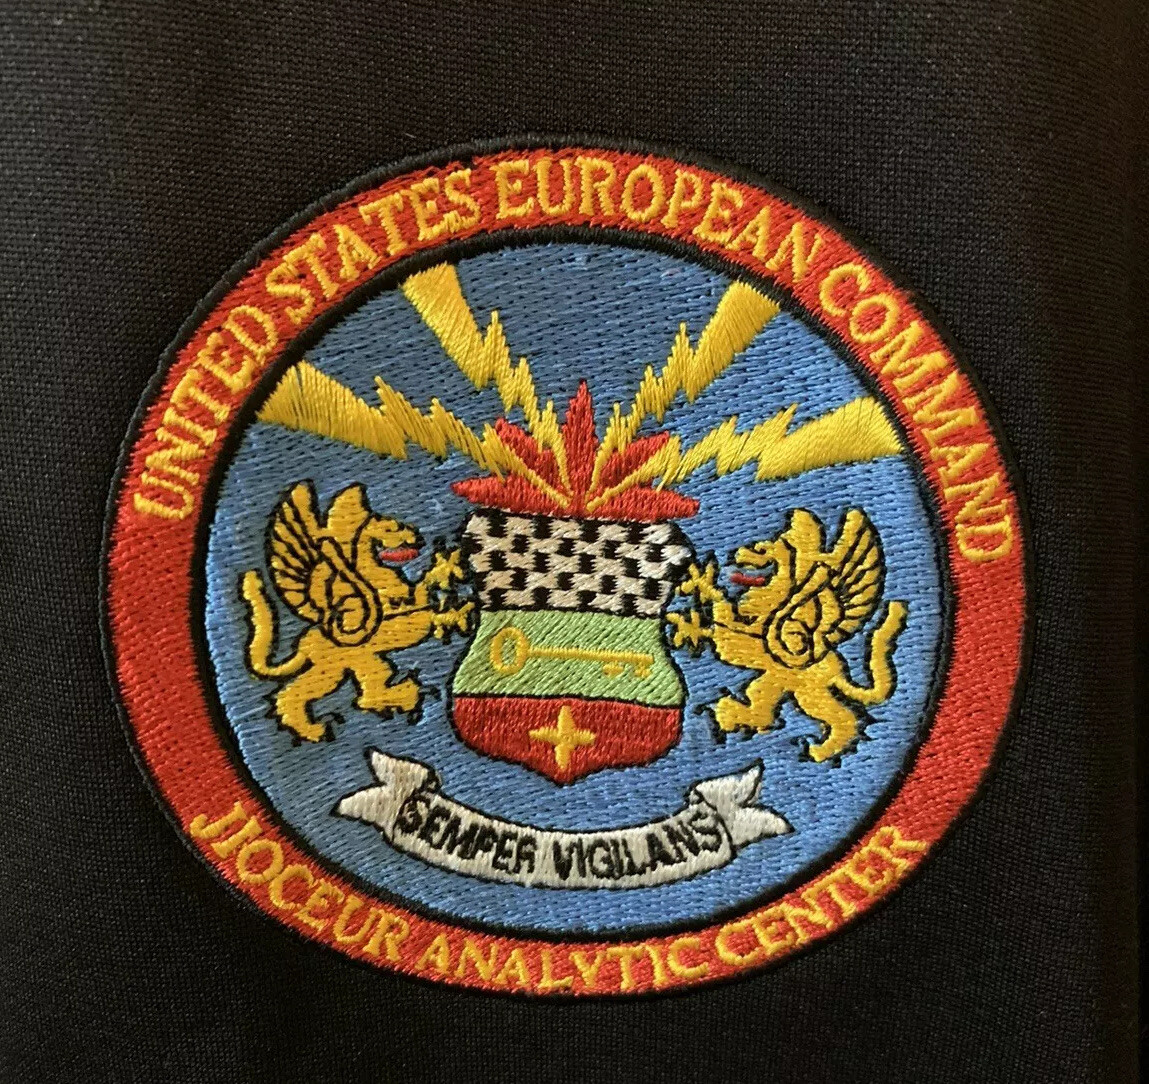 UNITED STATES EUROPEAN COMMAND
SEMPER VIGILANS
JIOCEUR ANALYTIC CENTER